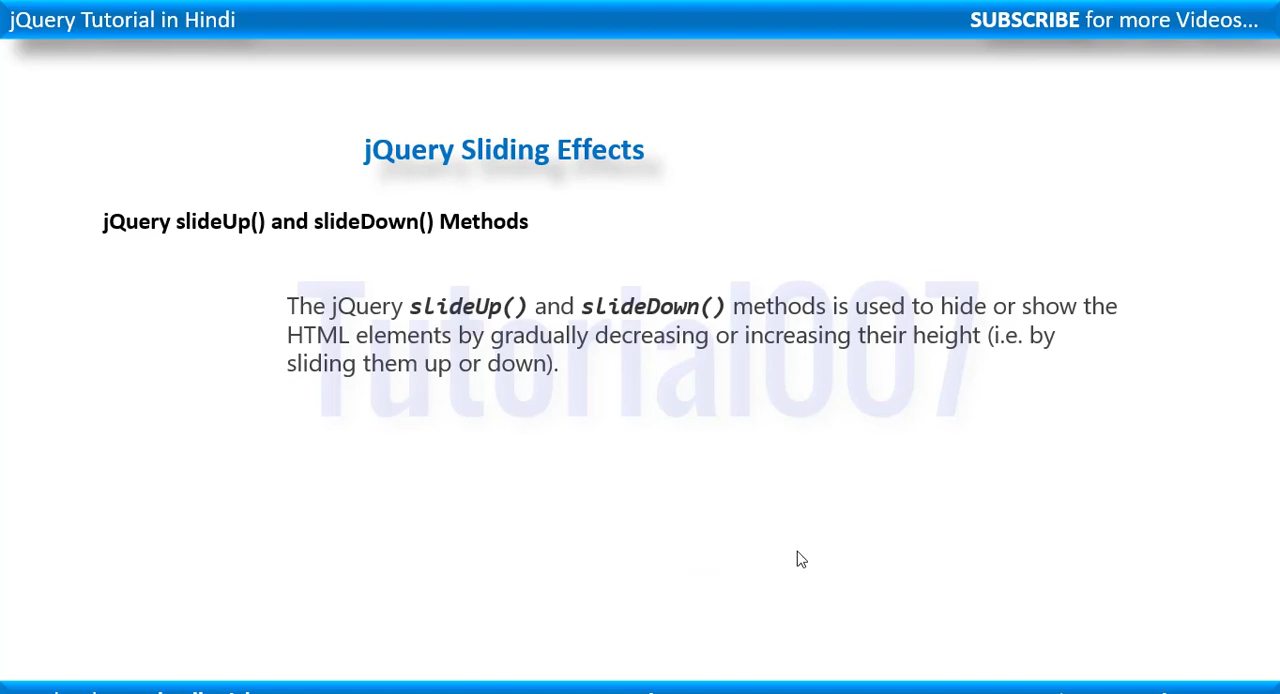 jQuery Tutorial in Hindi
SUBSCRIBE for more Videos...
jQuery Sliding Effects
jQuery slideUp() and slideDown() Methods
Tutorial007
The jQuery slideUp() and slideDown() methods is used to hide or show the
HTML elements by gradually decreasing or increasing their height (i.e. by
sliding them up or down).